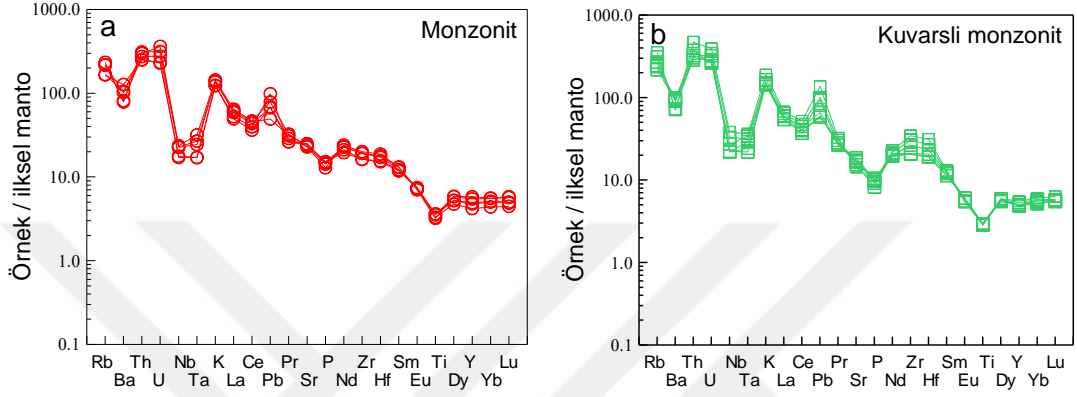 a
Monzonit
1000.0
100.0
10.0
1.0
0.1
Örnek / ilksel manto
Rb Th Nb K Ce Pr P Zr Sm Ti Y Lu
Ba U Ta La Pb Sr Nd Hf Eu Dy Yb
b
Kuvarsli monzonit
1000.0
100.0
10.0
1.0
0.1
Örnek / ilksel manto
Rb Th Nb K Ce Pr P Zr Sm Ti Y Lu
Ba U Ta La Pb Sr Nd Hf Eu Dy Yb